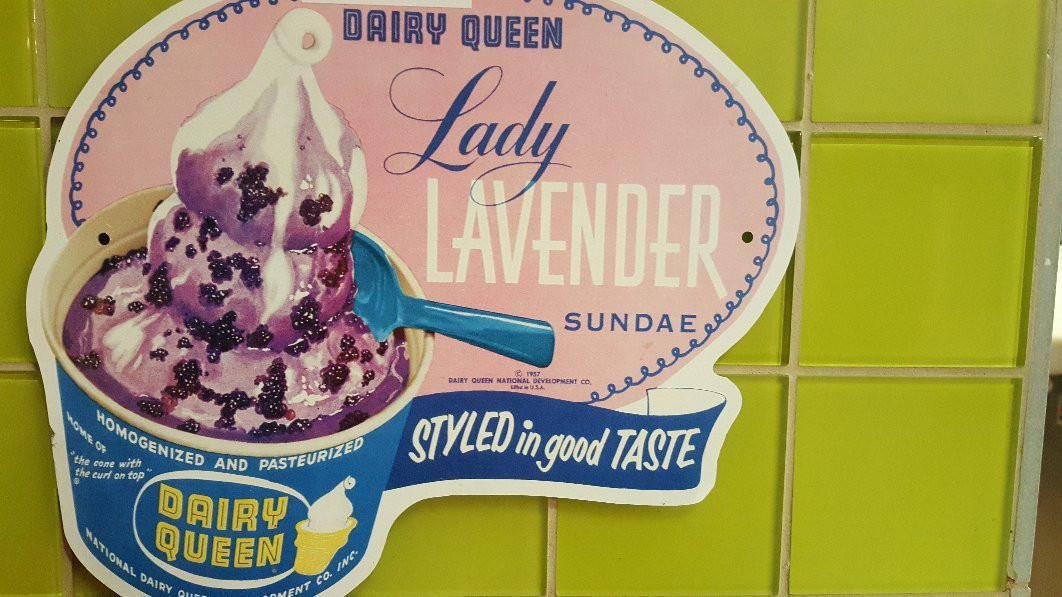 DAIRY QUEEN
Lady
LAVENDER
SUNDAE
© 1957
DAIRY QUEEN NATIONAL DEVELOPMENT CO.
Litho in U.S.A.
STYLED in good TASTE
HOMOGENIZED AND PASTEURIZED
HOME OF
"the cone with
the curl on top"
®
DAIRY
QUEEN
NATIONAL DAIRY CO. INC.